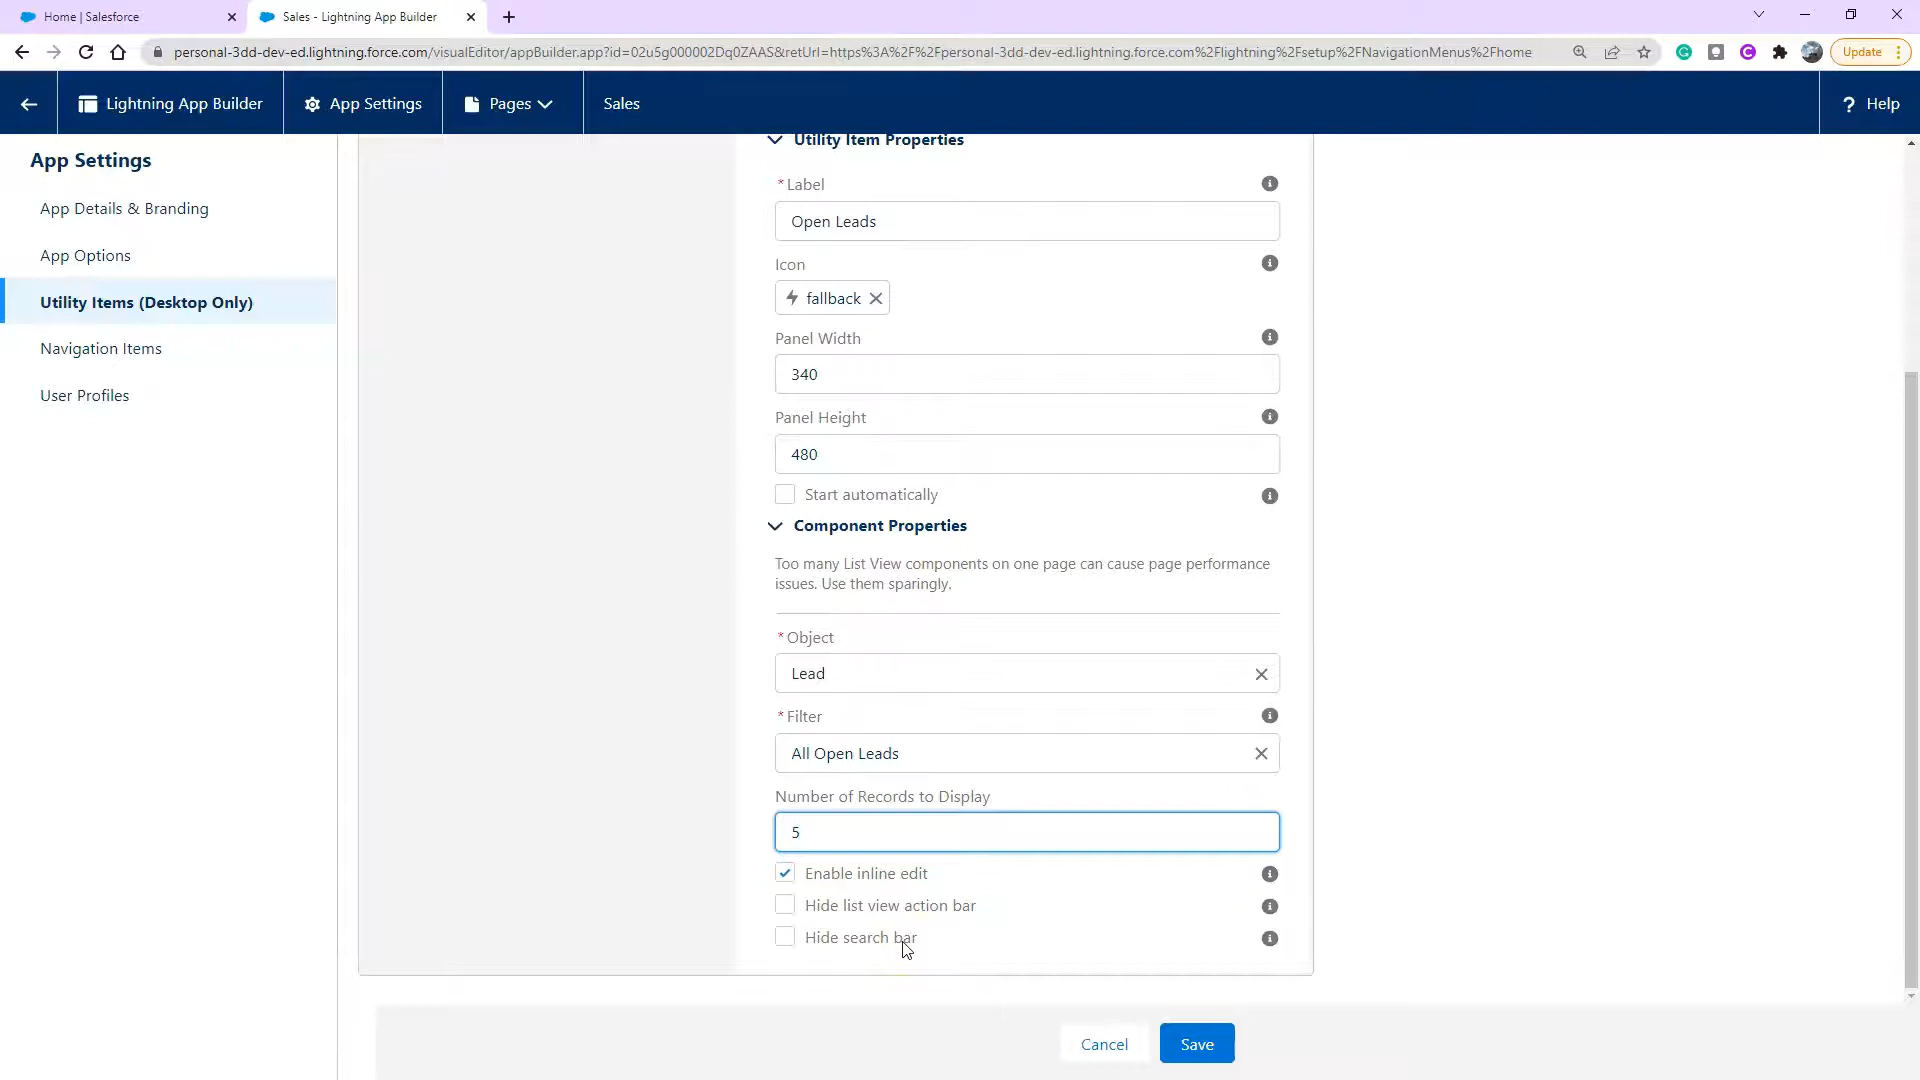 Home | Salesforce
Sales - Lightning App Builder
personal-3dd-dev-ed.lightning.force.com/visualEditor/appBuilder.app?id=02u5g000002Dq0ZAAS&retUrl=https%3A%2F%2Fpersonal-3dd-dev-ed.lightning.force.com%2Flightning%2Fsetup%2FNavigationMenus%2Fhome
Update
Lightning App Builder
App Settings
Pages
Sales
? Help
App Settings
App Details & Branding
App Options
Utility Items (Desktop Only)
Navigation Items
User Profiles
Utility Item Properties
* Label
Open Leads
Icon
fallback
Panel Width
340
Panel Height
480
Start automatically
Component Properties
Too many List View components on one page can cause page performance
issues. Use them sparingly.
* Object
Lead
* Filter
All Open Leads
Number of Records to Display
5
Enable inline edit
Hide list view action bar
Hide search bar
Cancel
Save